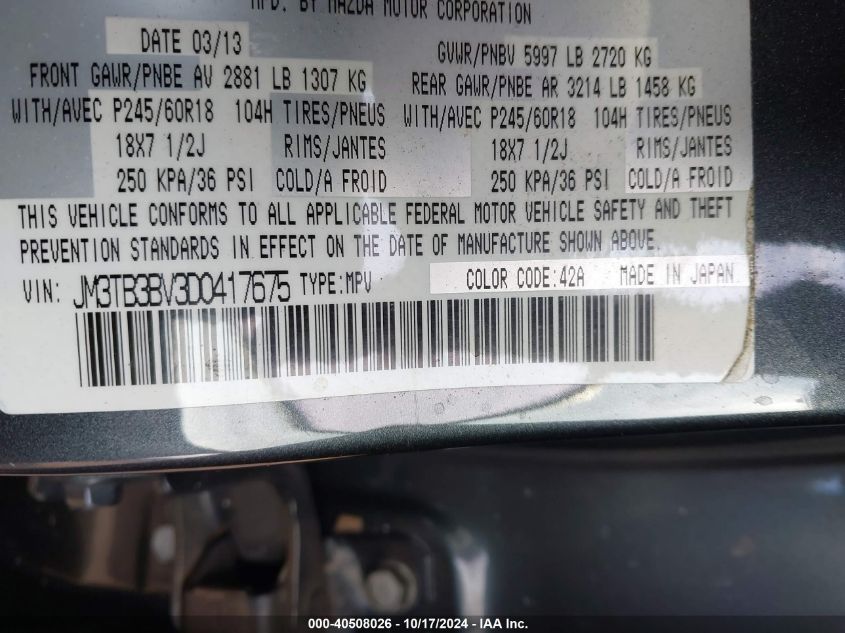 MFD. BY MAZDA MOTOR CORPORATION
DATE 03/13
GVWR/PNBV 5997 LB 2720 KG
FRONT GAWR/PNBE AV 2881 LB 1307 KG
REAR GAWR/PNBE AR 3214 LB 1458 KG
WITH/AVEC P245/60R18 104H TIRES/PNEUS
WITH/AVEC P245/60R18 104H TIRES/PNEUS
18X7 1/2J RIMS/JANTES
18X7 1/2J RIMS/JANTES
250 KPA/36 PSI COLD/A FROID
250 KPA/36 PSI COLD/A FROID
THIS VEHICLE CONFORMS TO ALL APPLICABLE FEDERAL MOTOR VEHICLE SAFETY AND THEFT
PREVENTION STANDARDS IN EFFECT ON THE DATE OF MANUFACTURE SHOWN ABOVE.
VIN: JM3TB3BV3D0417675 TYPE:MPV COLOR CODE:42A MADE IN JAPAN
000-40508026 - 10/17/2024 - IAA Inc.